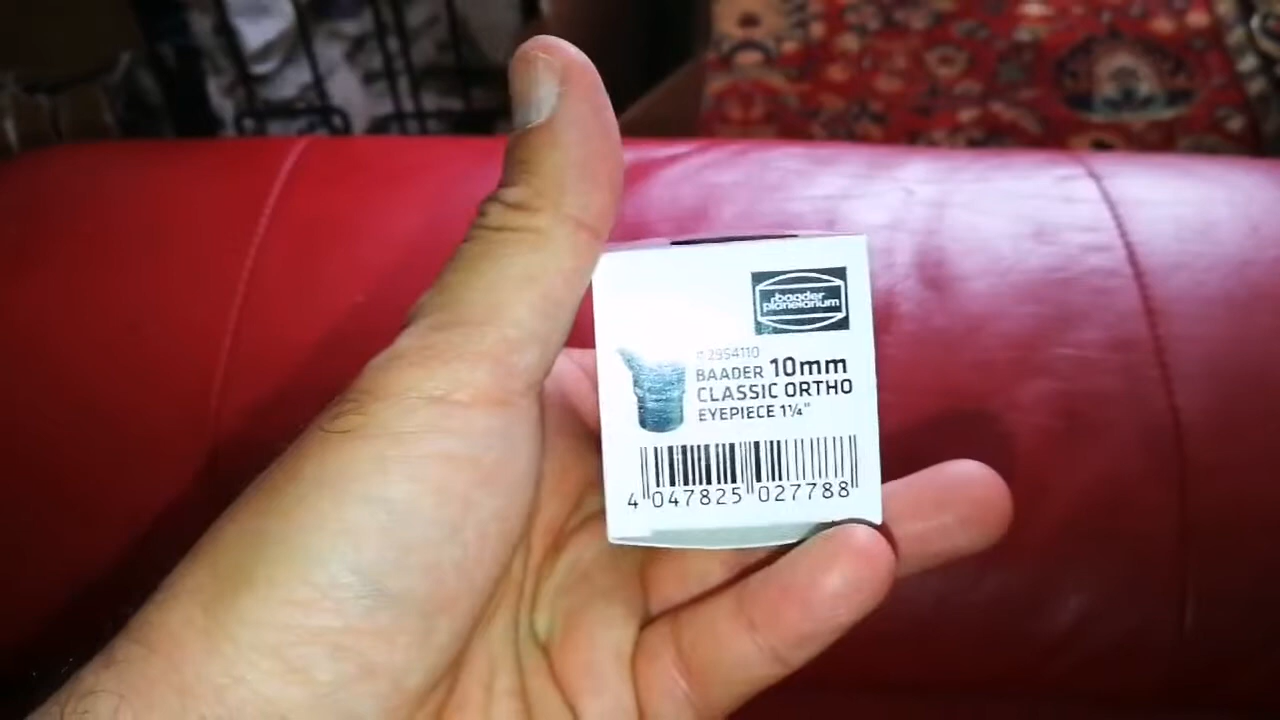 baader
planetarium
# 2954110
BAADER 10mm
CLASSIC ORTHO
EYEPIECE 1¼"
4 047825 027788